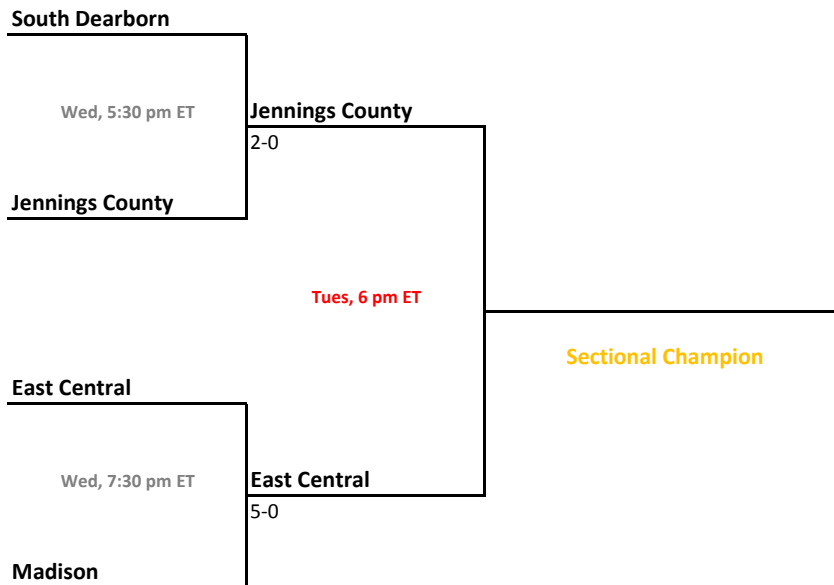 South Dearborn
Wed, 5:30 pm ET
Jennings County
2-0
Jennings County
Tues, 6 pm ET
Sectional Champion
East Central
Wed, 7:30 pm ET
East Central
5-0
Madison